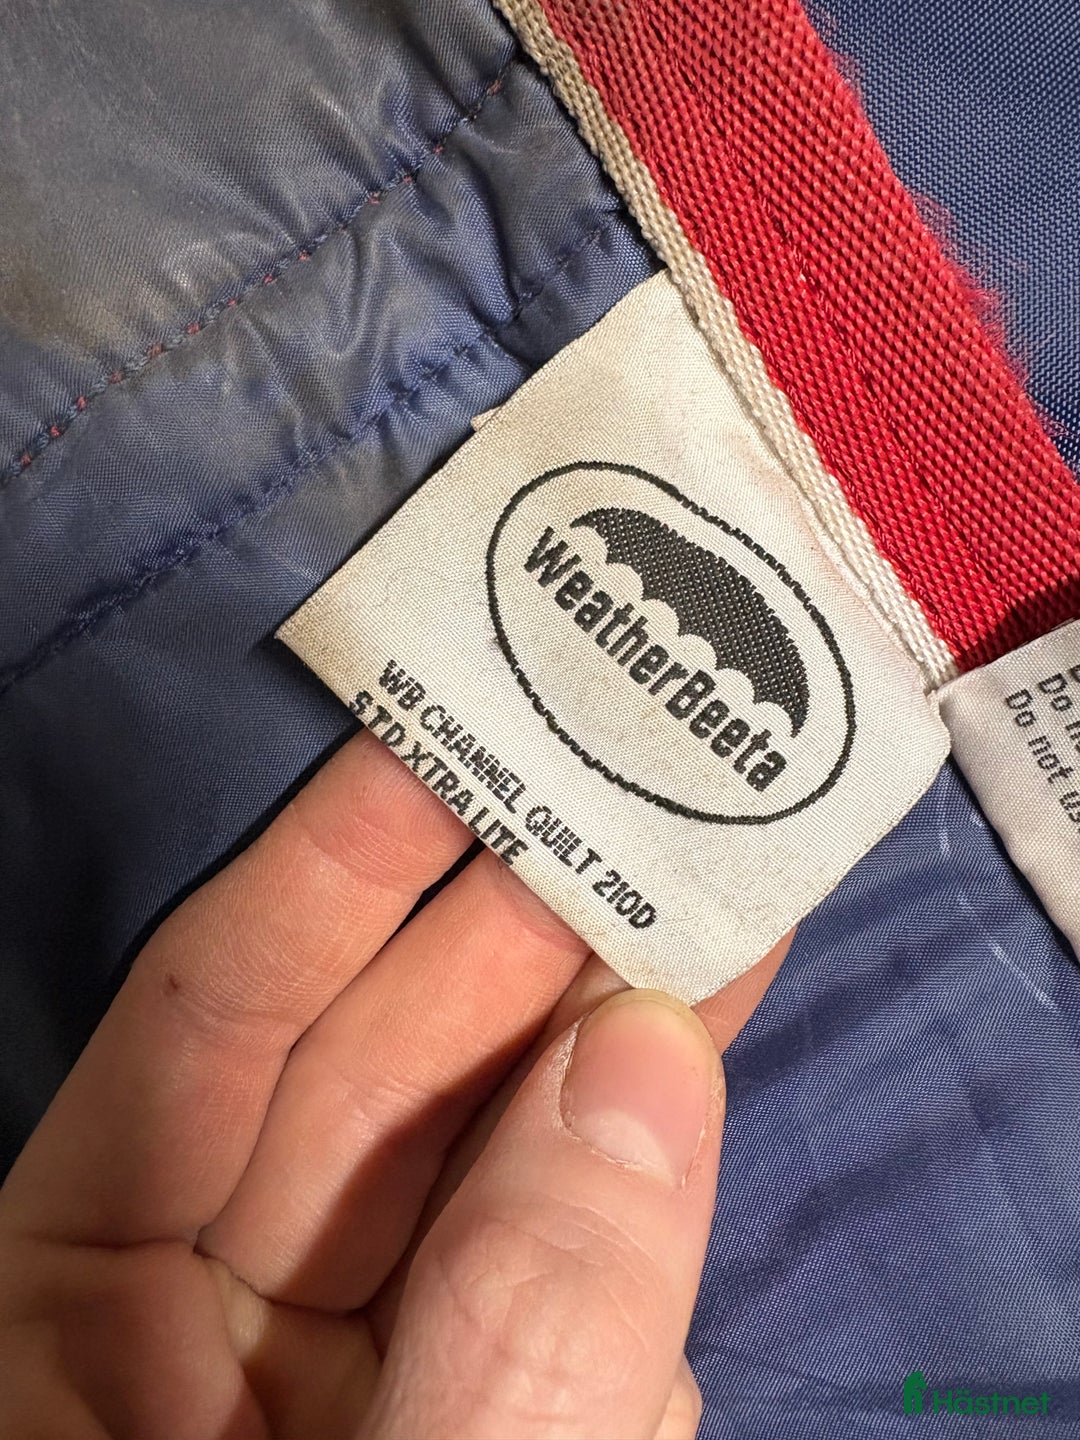 WeatherBeeta
WB CHANNEL QUILT 210D
STD XTRA LITE
Do not
Hästnet